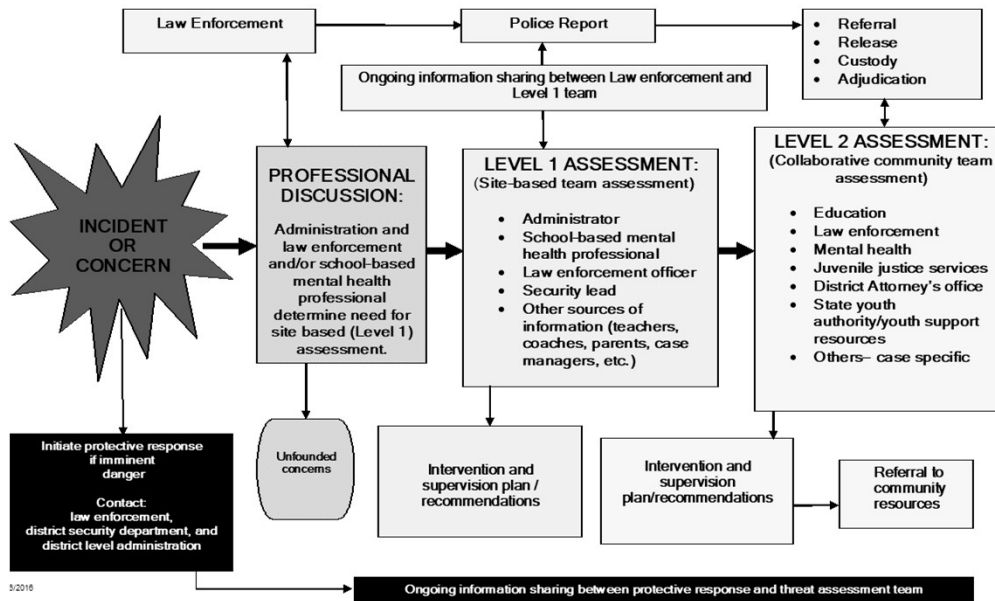 Law Enforcement
Police Report
• Referral
• Release
• Custody
• Adjudication
Ongoing information sharing between Law enforcement and
Level 1 team
INCIDENT
OR
CONCERN
PROFESSIONAL
DISCUSSION:
Administration and
law enforcement
and/or school-based
mental health
professional
determine need for
site based (Level 1)
assessment.
LEVEL 1 ASSESSMENT:
(Site-based team assessment)
• Administrator
• School-based mental
health professional
• Law enforcement officer
• Security lead
• Other sources of
information (teachers,
coaches, parents, case
managers, etc.)
LEVEL 2 ASSESSMENT:
(Collaborative community team
assessment)
• Education
• Law enforcement
• Mental health
• Juvenile justice services
• District Attorney's office
• State youth
authority/youth support
resources
• Others– case specific
Initiate protective response
if imminent
danger
Contact:
law enforcement,
district security department, and
district level administration
Unfounded
concerns
Intervention and
supervision plan /
recommendations
Intervention and
supervision
plan/recommendations
Referral to
community
resources
Ongoing information sharing between protective response and threat assessment team